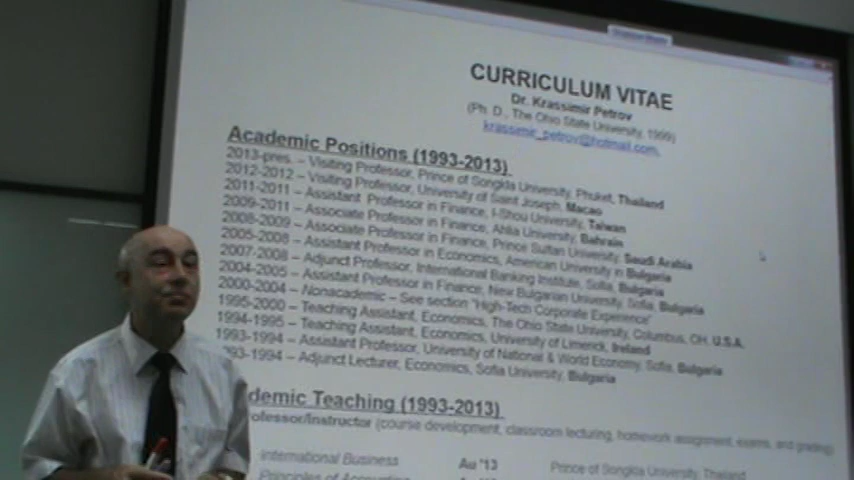 CURRICULUM VITAE
Dr. Krassimir Petrov
(Ph. D., The Ohio State University, 1999)
krassimir_petrov@hotmail.com,
Academic Positions (1993-2013)
2013-pres. – Visiting Professor, Prince of Songkla University, Phuket, Thailand
2012-2012 – Visiting Professor, University of Saint Joseph, Macao
2011-2011 – Assistant Professor in Finance, I-Shou University, Taiwan
2009-2011 – Associate Professor in Finance, Ahlia University, Bahrain
2008-2009 – Associate Professor in Finance, Prince Sultan University, Saudi Arabia
2005-2008 – Assistant Professor in Economics, American University in Bulgaria
2007-2008 – Adjunct Professor, International Banking Institute, Sofia, Bulgaria
2004-2005 – Assistant Professor in Finance, New Bulgarian University, Sofia, Bulgaria
2000-2004 – Nonacademic – See section "High-Tech Corporate Experience"
1995-2000 – Teaching Assistant, Economics, The Ohio State University, Columbus, OH, U.S.A.
1994-1995 – Teaching Assistant, Economics, University of Limerick, Ireland
1993-1994 – Assistant Professor, University of National & World Economy, Sofia, Bulgaria
93-1994 – Adjunct Lecturer, Economics, Sofia University, Bulgaria
demic Teaching (1993-2013)
ofessor/Instructor (course development, classroom lecturing, homework assignment, exams, and grading)
International Business Au '13 Prince of Songkla University, Thailand
Principles of Accounting